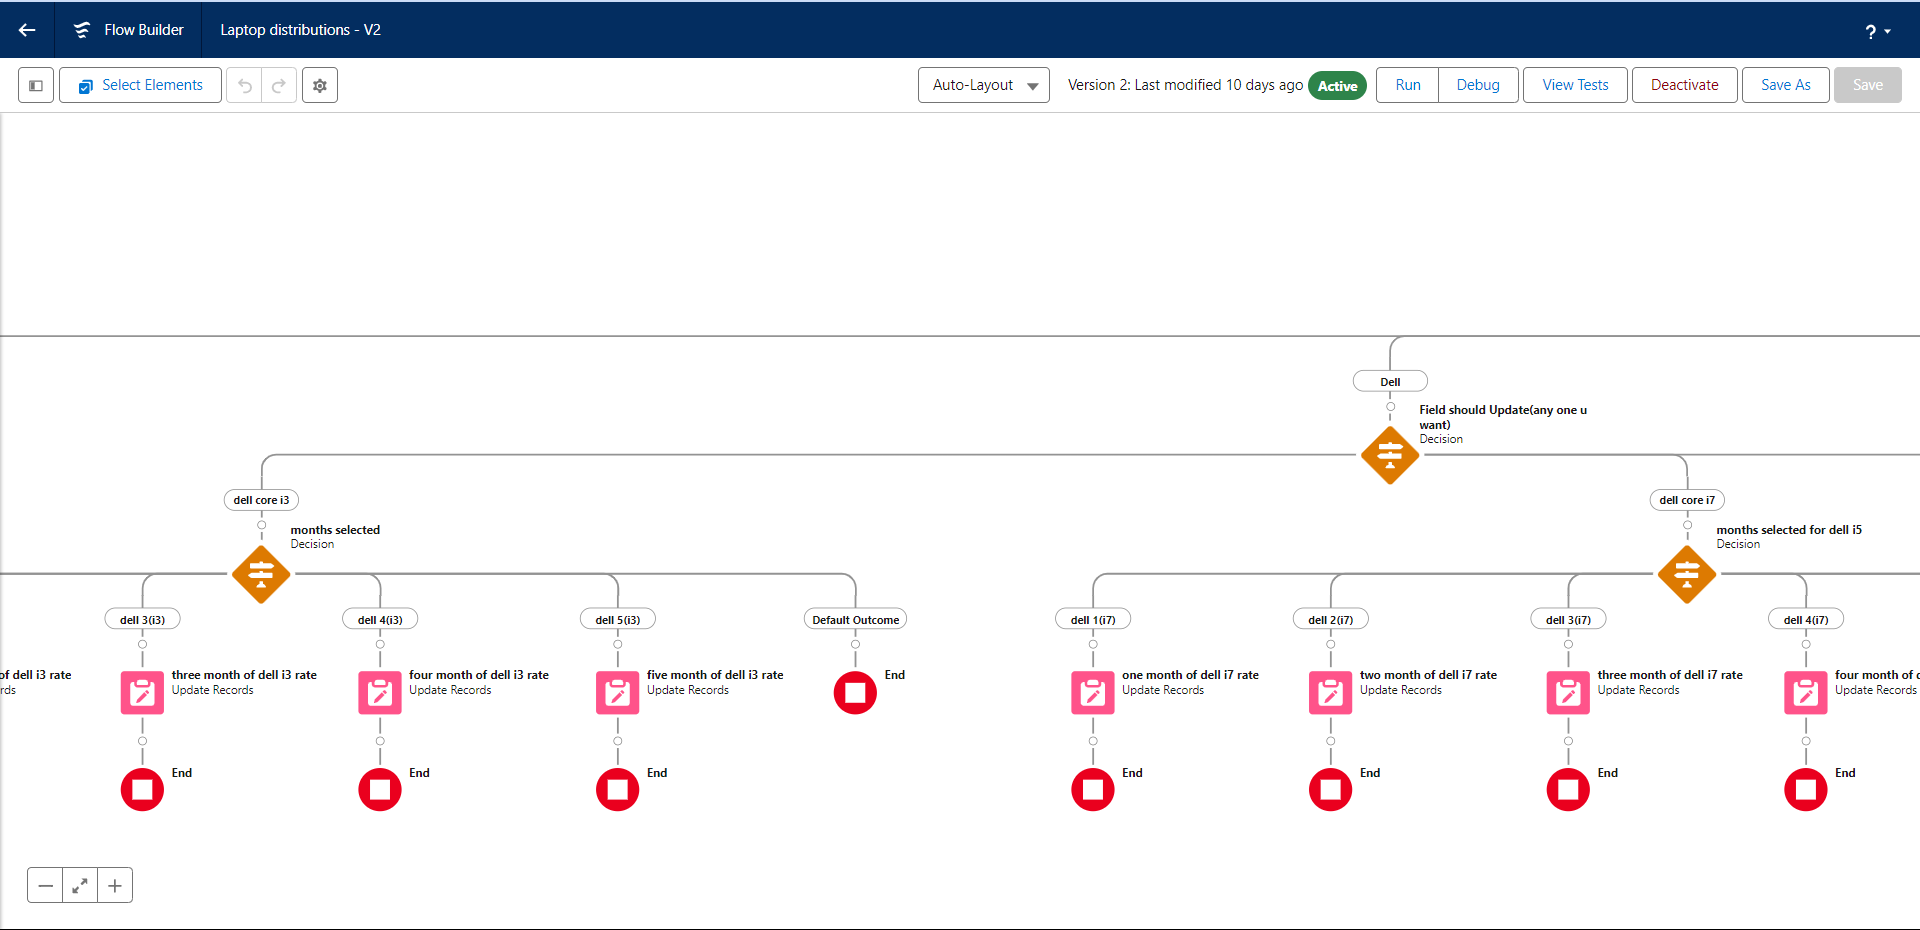 Flow Builder
Laptop distributions - V2
?
Select Elements
Auto-Layout
Version 2: Last modified 10 days ago
Active
Run
Debug
View Tests
Deactivate
Save As
Save
Dell
Field should Update(any one u
want)
Decision
dell core i3
dell core i7
months selected
Decision
months selected for dell i5
Decision
dell 3(i3)
dell 4(i3)
dell 5(i3)
Default Outcome
dell 1(i7)
dell 2(i7)
dell 3(i7)
dell 4(i7)
of dell i3 rate
rds
three month of dell i3 rate
Update Records
four month of dell i3 rate
Update Records
five month of dell i3 rate
Update Records
End
one month of dell i7 rate
Update Records
two month of dell i7 rate
Update Records
three month of dell i7 rate
Update Records
four month of
Update Records
End
End
End
End
End
End
End